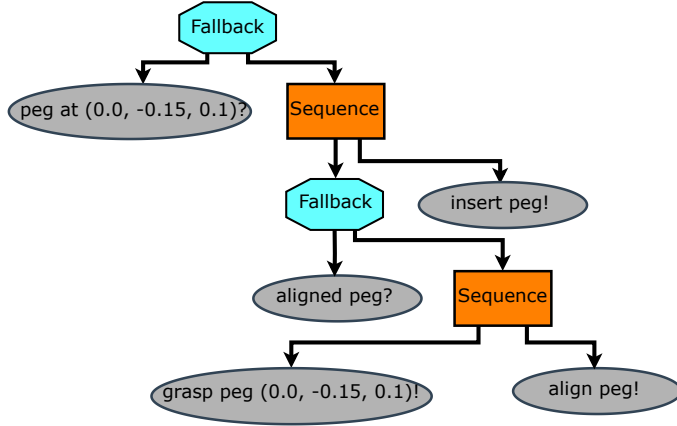 Fallback
peg at (0.0, -0.15, 0.1)?
Sequence
Fallback
insert peg!
aligned peg?
Sequence
grasp peg (0.0, -0.15, 0.1)!
align peg!